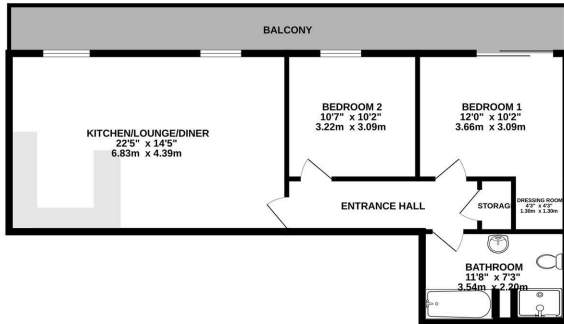 BALCONY
KITCHEN/LOUNGE/DINER
22'5" x 14'5"
6.83m x 4.39m
BEDROOM 2
10'7" x 10'2"
3.22m x 3.09m
BEDROOM 1
12'0" x 10'2"
3.66m x 3.09m
ENTRANCE HALL
STORAG
DRESSING ROOM
4'3" x 4'3"
1.30m x 1.30m
BATHROOM
11'8" x 7'3"
3.54m x 2.20m